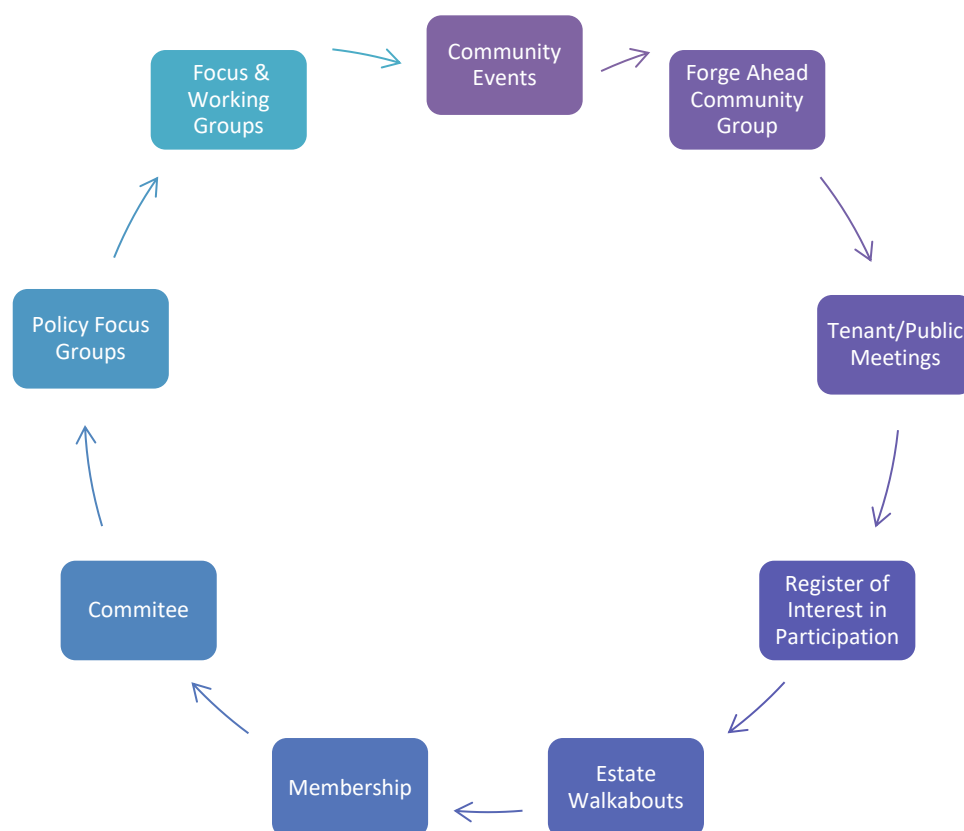 Community
Events
Forge Ahead
Community
Group
Tenant/Public
Meetings
Register of
Interest in
Participation
Estate
Walkabouts
Membership
Commitee
Policy Focus
Groups
Focus &
Working
Groups